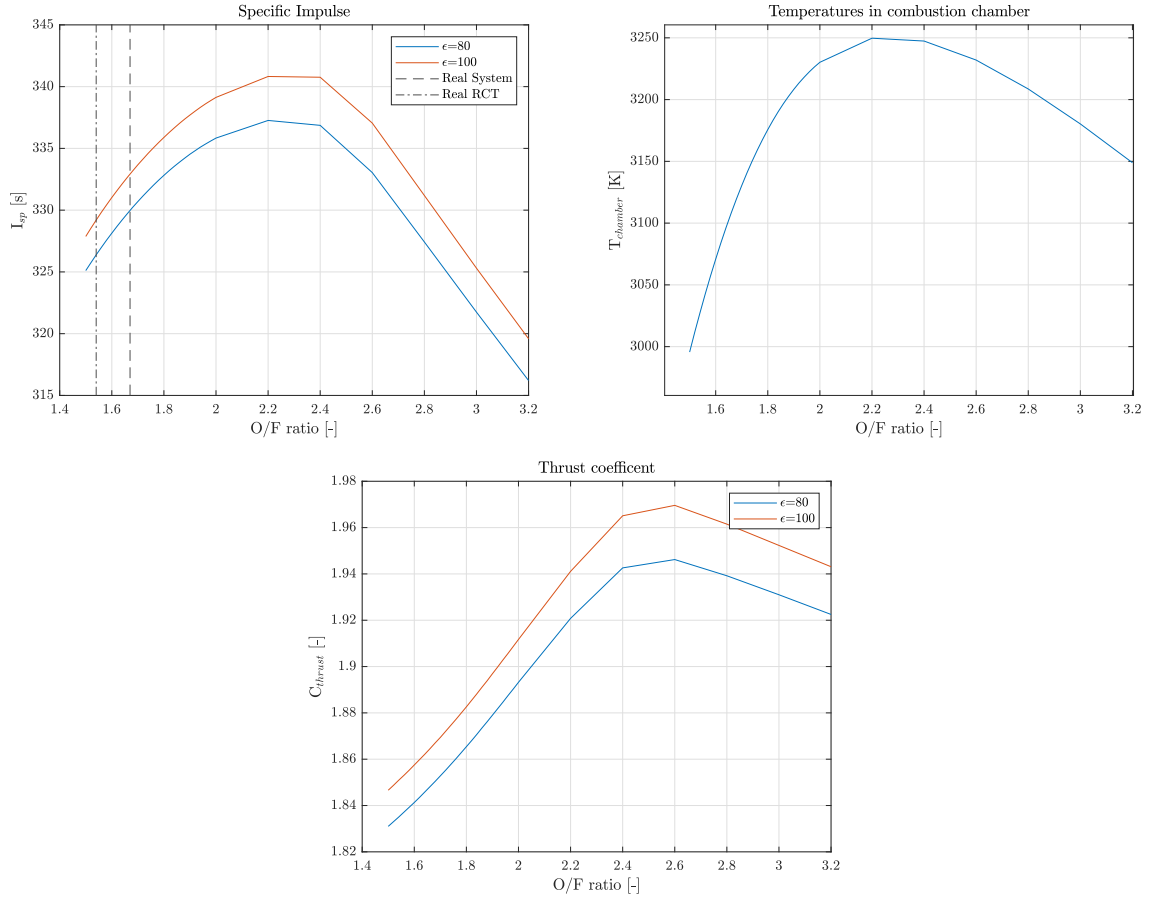 Specific Impulse
345
340
335
330
325
320
315
I_sp [s]
ϵ=80
ϵ=100
Real System
Real RCT
1.4 1.6 1.8 2 2.2 2.4 2.6 2.8 3 3.2
O/F ratio [-]
Temperatures in combustion chamber
3250
3200
3150
3100
3050
3000
T_chamber [K]
1.6 1.8 2 2.2 2.4 2.6 2.8 3 3.2
O/F ratio [-]
Thrust coefficent
1.98
1.96
1.94
1.92
1.9
1.88
1.86
1.84
1.82
C_thrust [-]
ϵ=80
ϵ=100
1.4 1.6 1.8 2 2.2 2.4 2.6 2.8 3 3.2
O/F ratio [-]